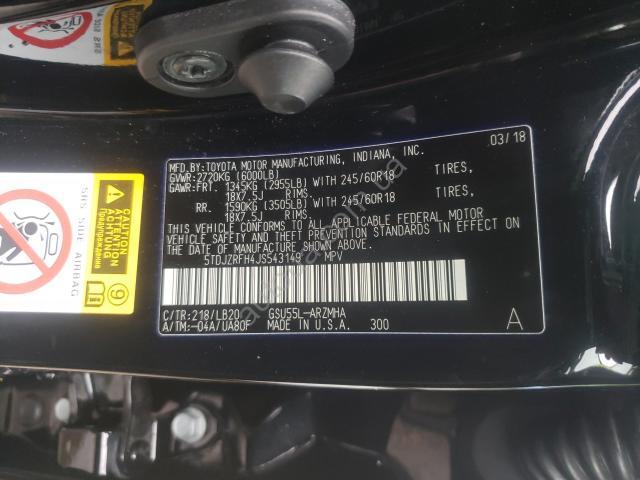 MFD.BY: TOYOTA MOTOR MANUFACTURING, INDIANA, INC. 03/18
GVWR: 2720KG (6000LB)
GAWR: FRT. 1345KG (2955LB) WITH 245/60R18 TIRES,
18X7.5J RIMS
RR. 1590KG (3505LB) WITH 245/60R18 TIRES,
18X7.5J RIMS
THIS VEHICLE CONFORMS TO ALL APPLICABLE FEDERAL MOTOR
VEHICLE SAFETY AND THEFT PREVENTION STANDARDS IN EFFECT
ON THE DATE OF MANUFACTURE SHOWN ABOVE.
5TDJZRFH4JS543149 MPV
C/TR: 218/LB20 GSU55L-ARZMHA
A/TM: -04A/UA80F MADE IN U.S.A. 300 A
SRS SIDE AIRBAG
Предупреждение
9